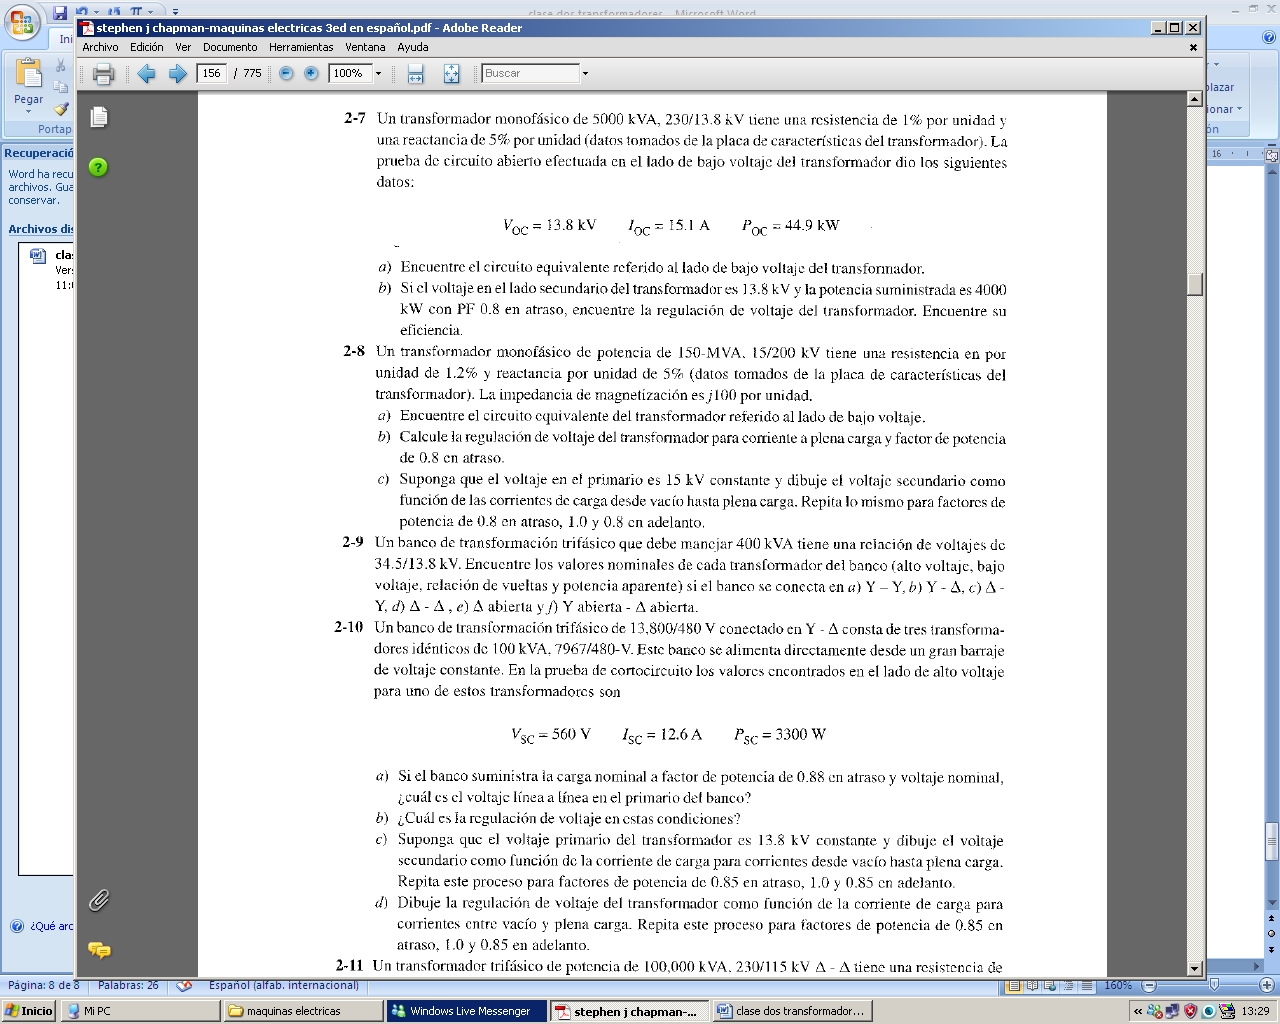 clase dos transformadores - Microsoft Word
stephen j chapman-maquinas electricas 3ed en español.pdf - Adobe Reader
Archivo Edición Ver Documento Herramientas Ventana Ayuda
156 / 775 100% Buscar
Pegar
Recuperació
Word ha recu
archivos. Gua
conservar.
Archivos dis
clas
Vers
11:
¿Qué arc
2-7 Un transformador monofásico de 5000 kVA, 230/13.8 kV tiene una resistencia de 1% por unidad y
una reactancia de 5% por unidad (datos tomados de la placa de características del transformador). La
prueba de circuito abierto efectuada en el lado de bajo voltaje del transformador dio los siguientes
datos:
VOC = 13.8 kV IOC = 15.1 A POC = 44.9 kW
a) Encuentre el circuito equivalente referido al lado de bajo voltaje del transformador.
b) Si el voltaje en el lado secundario del transformador es 13.8 kV y la potencia suministrada es 4000
kW con PF 0.8 en atraso, encuentre la regulación de voltaje del transformador. Encuentre su
eficiencia.
2-8 Un transformador monofásico de potencia de 150-MVA, 15/200 kV tiene una resistencia en por
unidad de 1.2% y reactancia por unidad de 5% (datos tomados de la placa de características del
transformador). La impedancia de magnetización es j100 por unidad.
a) Encuentre el circuito equivalente del transformador referido al lado de bajo voltaje.
b) Calcule la regulación de voltaje del transformador para corriente a plena carga y factor de potencia
de 0.8 en atraso.
c) Suponga que el voltaje en el primario es 15 kV constante y dibuje el voltaje secundario como
función de las corrientes de carga desde vacío hasta plena carga. Repita lo mismo para factores de
potencia de 0.8 en atraso, 1.0 y 0.8 en adelanto.
2-9 Un banco de transformación trifásico que debe manejar 400 kVA tiene una relación de voltajes de
34.5/13.8 kV. Encuentre los valores nominales de cada transformador del banco (alto voltaje, bajo
voltaje, relación de vueltas y potencia aparente) si el banco se conecta en a) Y – Y, b) Y - Δ, c) Δ -
Y, d) Δ - Δ , e) Δ abierta y f) Y abierta - Δ abierta.
2-10 Un banco de transformación trifásico de 13,800/480 V conectado en Y - Δ consta de tres transforma-
dores idénticos de 100 kVA, 7967/480-V. Este banco se alimenta directamente desde un gran barraje
de voltaje constante. En la prueba de cortocircuito los valores encontrados en el lado de alto voltaje
para uno de estos transformadores son
VSC = 560 V ISC = 12.6 A PSC = 3300 W
a) Si el banco suministra la carga nominal a factor de potencia de 0.88 en atraso y voltaje nominal,
¿cuál es el voltaje línea a línea en el primario del banco?
b) ¿Cuál es la regulación de voltaje en estas condiciones?
c) Suponga que el voltaje primario del transformador es 13.8 kV constante y dibuje el voltaje
secundario como función de la corriente de carga para corrientes desde vacío hasta plena carga.
Repita este proceso para factores de potencia de 0.85 en atraso, 1.0 y 0.85 en adelanto.
d) Dibuje la regulación de voltaje del transformador como función de la corriente de carga para
corrientes entre vacío y plena carga. Repita este proceso para factores de potencia de 0.85 en
atraso, 1.0 y 0.85 en adelanto.
2-11 Un transformador trifásico de potencia de 100,000 kVA, 230/115 kV Δ - Δ tiene una resistencia de
Página: 8 de 8 Palabras: 26 Español (alfab. internacional) 160%
Inicio Mi PC maquinas electricas Windows Live Messenger stephen j chapman-... clase dos transformador... 13:29